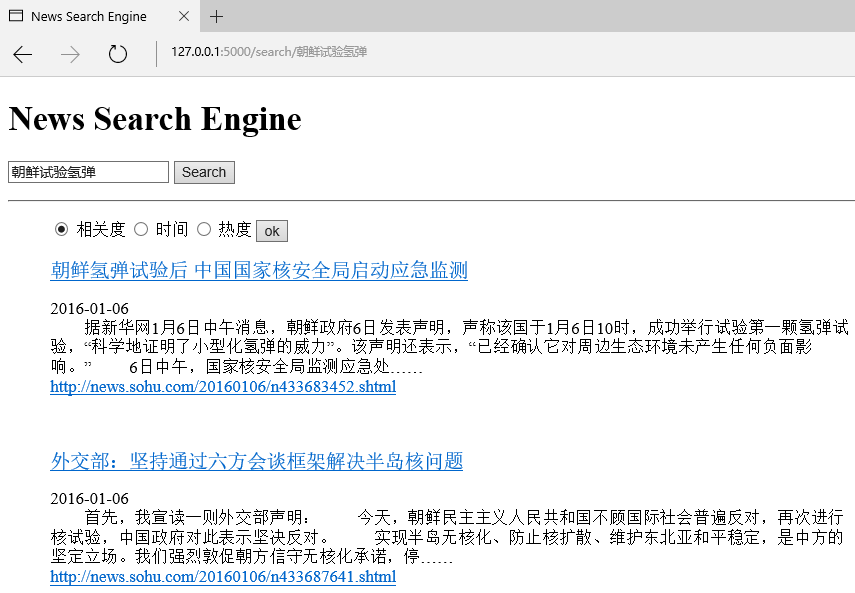 News Search Engine
127.0.0.1:5000/search/朝鲜试验氢弹
News Search Engine
朝鲜试验氢弹 Search
相关度 时间 热度 ok
朝鲜氢弹试验后 中国国家核安全局启动应急监测
2016-01-06
据新华网1月6日中午消息，朝鲜政府6日发表声明，声称该国于1月6日10时，成功举行试验第一颗氢弹试
验，“科学地证明了小型化氢弹的威力”。该声明还表示，“已经确认它对周边生态环境未产生任何负面影
响。” 6日中午，国家核安全局监测应急处……
http://news.sohu.com/20160106/n433683452.shtml
外交部：坚持通过六方会谈框架解决半岛核问题
2016-01-06
首先，我宣读一则外交部声明： 今天，朝鲜民主主义人民共和国不顾国际社会普遍反对，再次进行
核试验，中国政府对此表示坚决反对。 实现半岛无核化、防止核扩散、维护东北亚和平稳定，是中方的
坚定立场。我们强烈敦促朝方信守无核化承诺，停……
http://news.sohu.com/20160106/n433687641.shtml